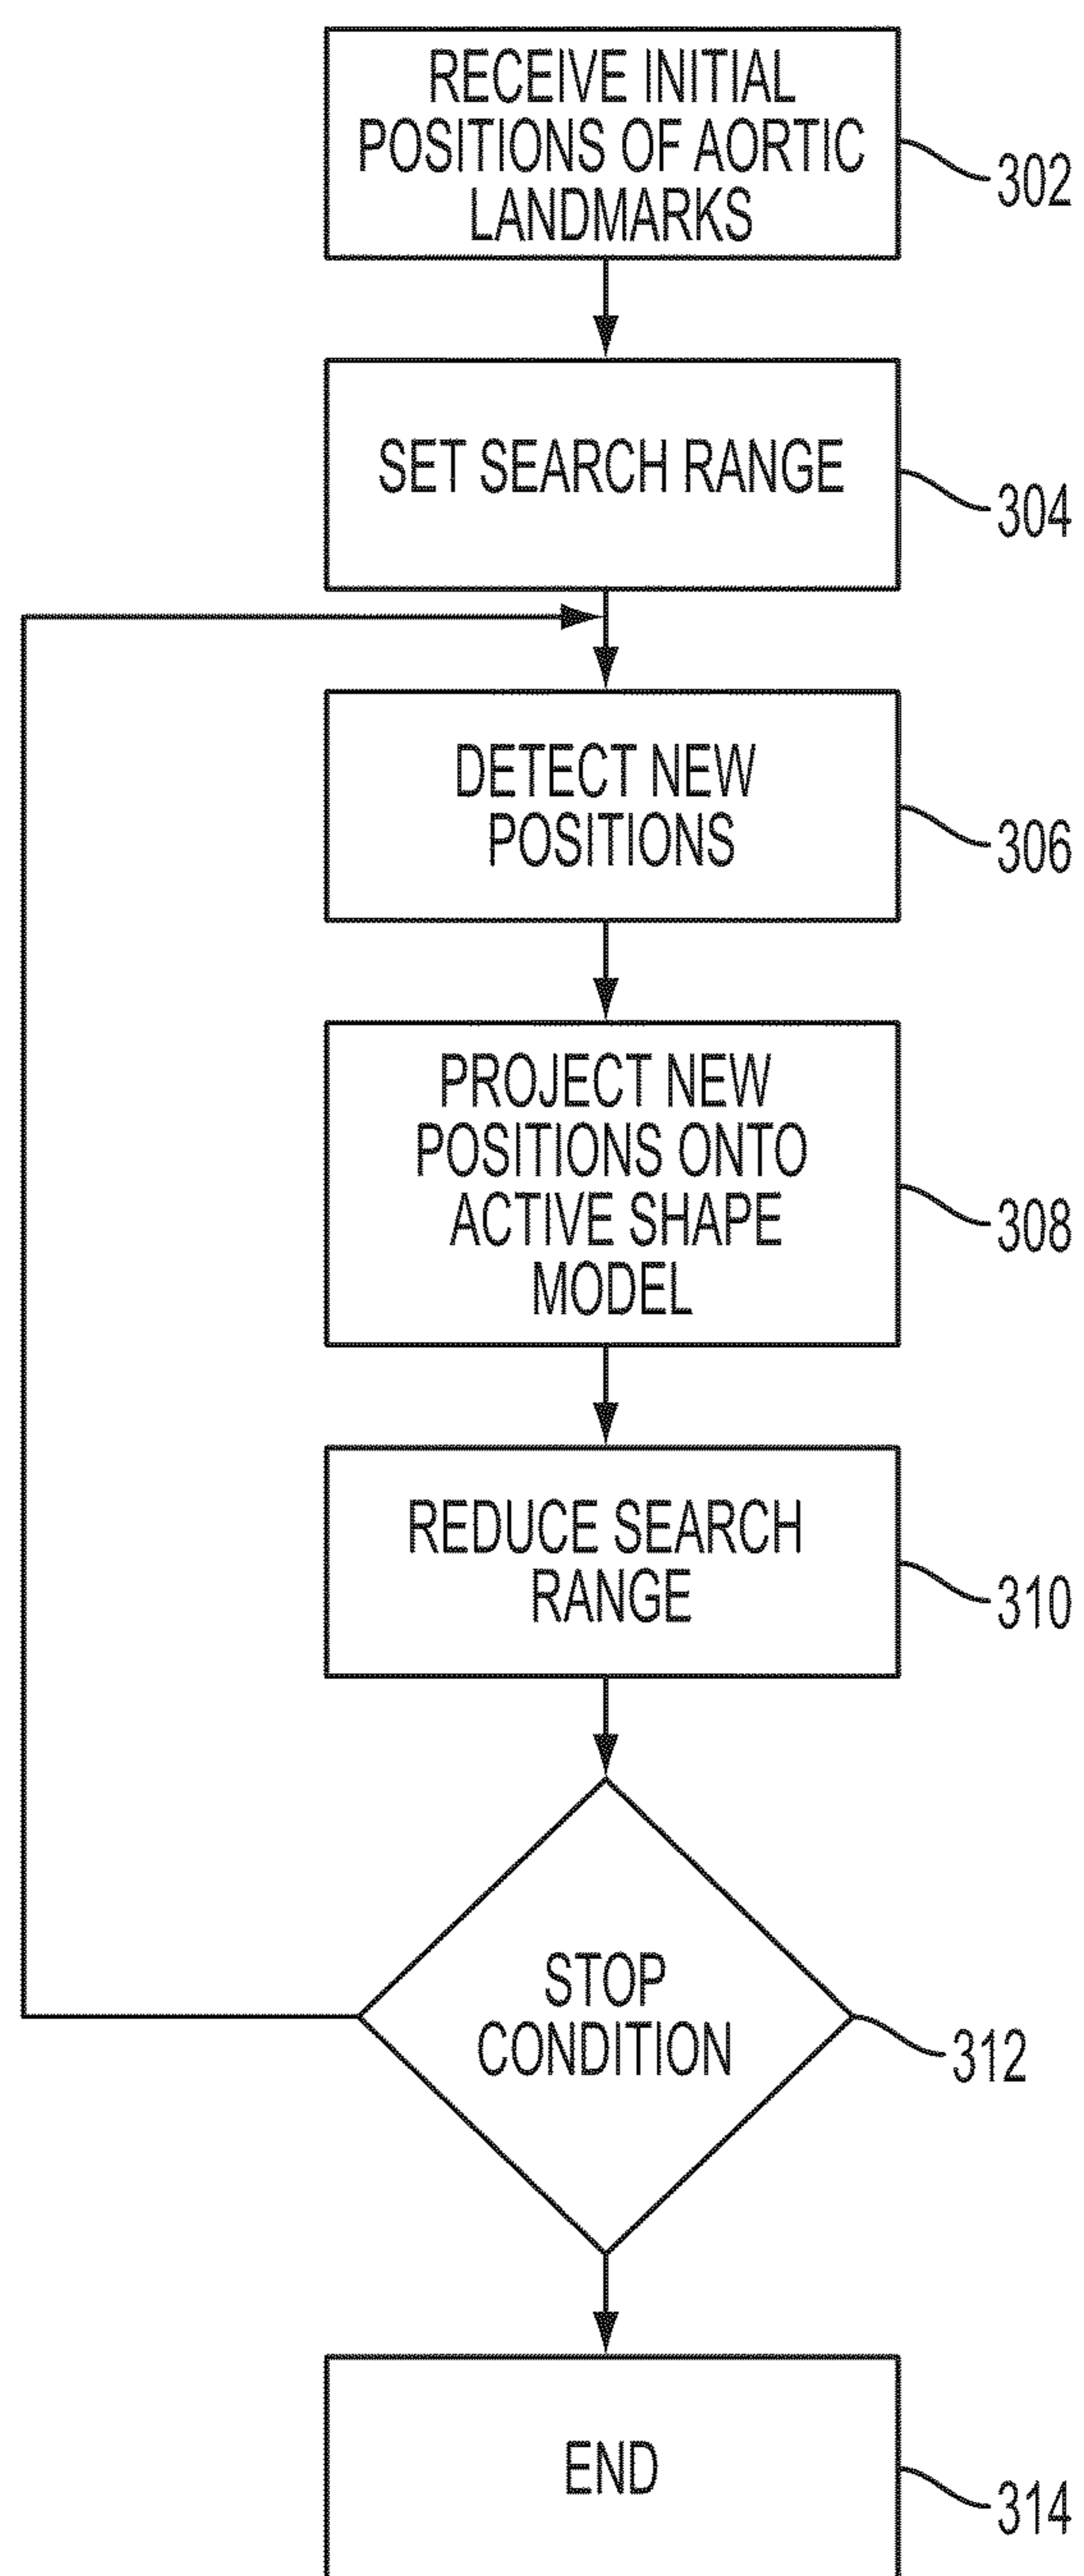 RECEIVE INITIAL
POSITIONS OF AORTIC
LANDMARKS
302
SET SEARCH RANGE
304
DETECT NEW
POSITIONS
306
PROJECT NEW
POSITIONS ONTO
ACTIVE SHAPE
MODEL
308
REDUCE SEARCH
RANGE
310
STOP
CONDITION
312
END
314